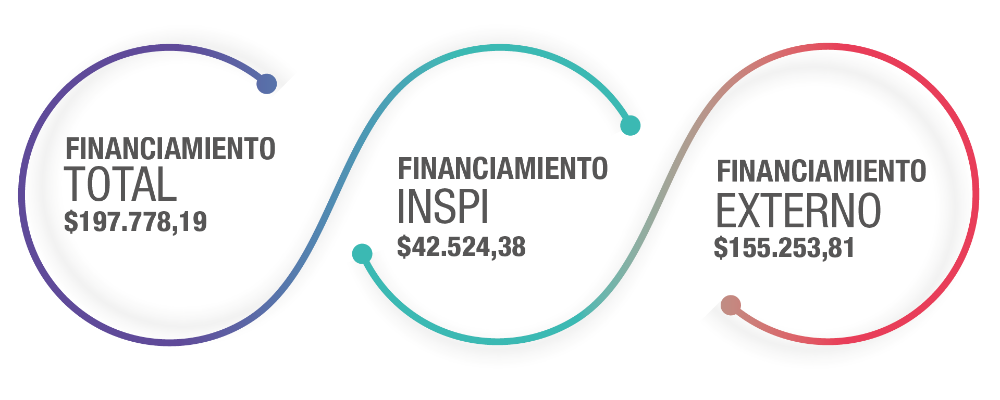 FINANCIAMIENTO
TOTAL
$197.778,19
FINANCIAMIENTO
INSPI
$42.524,38
FINANCIAMIENTO
EXTERNO
$155.253,81